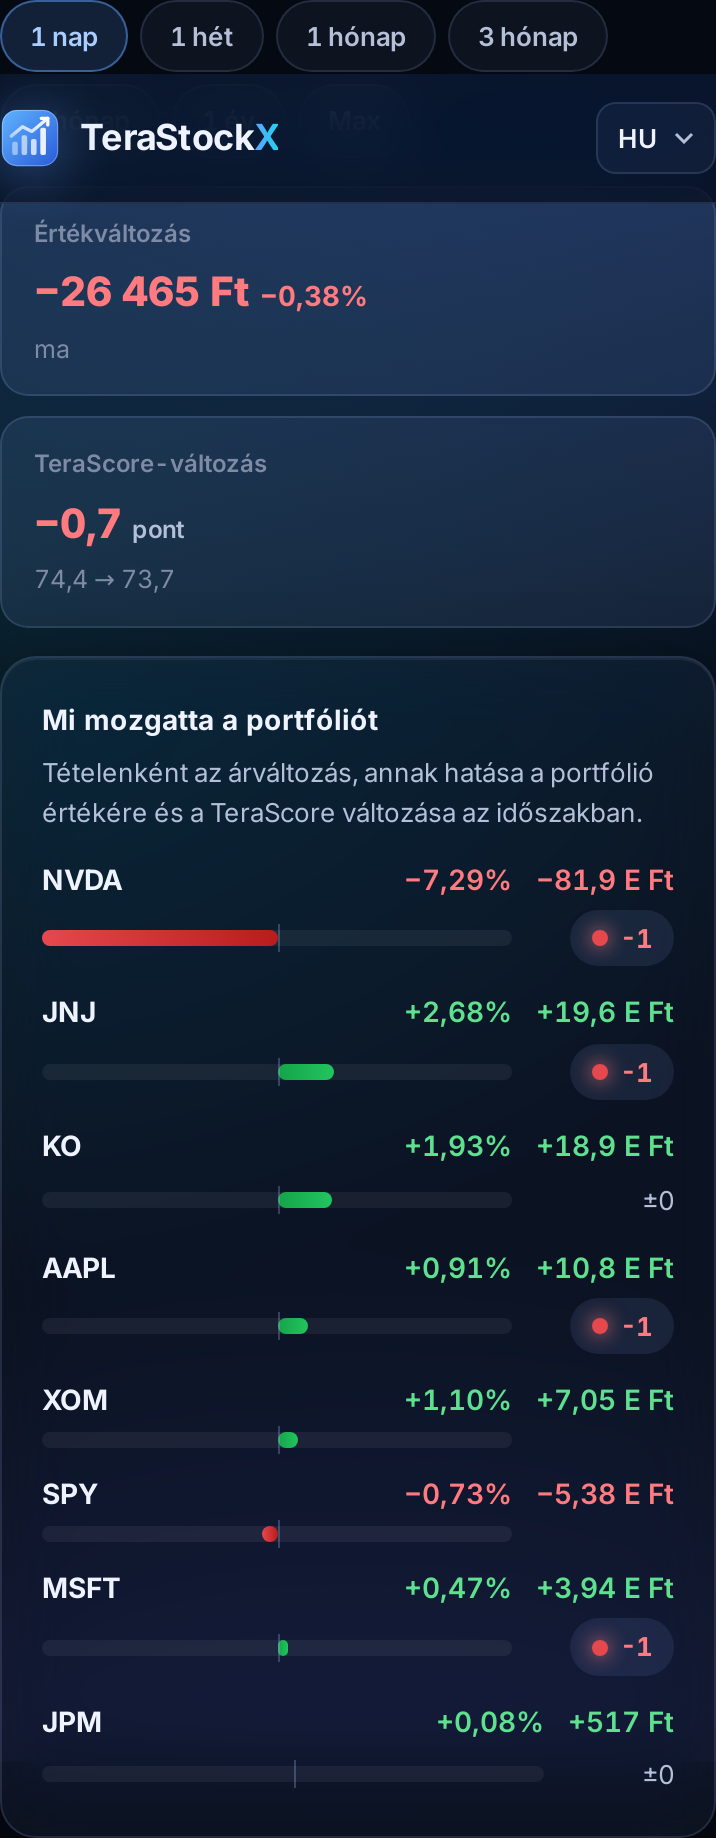 1 nap
1 hét
1 hónap
3 hónap
Max
TeraStockX
HU
Értékváltozás
−26 465 Ft −0,38%
ma
TeraScore-változás
−0,7 pont
74,4 → 73,7
Mi mozgatta a portfóliót
Tételenként az árváltozás, annak hatása a portfólió
értékére és a TeraScore változása az időszakban.
NVDA −7,29% −81,9 E Ft
-1
JNJ +2,68% +19,6 E Ft
-1
KO +1,93% +18,9 E Ft
±0
AAPL +0,91% +10,8 E Ft
-1
XOM +1,10% +7,05 E Ft
SPY −0,73% −5,38 E Ft
MSFT +0,47% +3,94 E Ft
-1
JPM +0,08% +517 Ft
±0